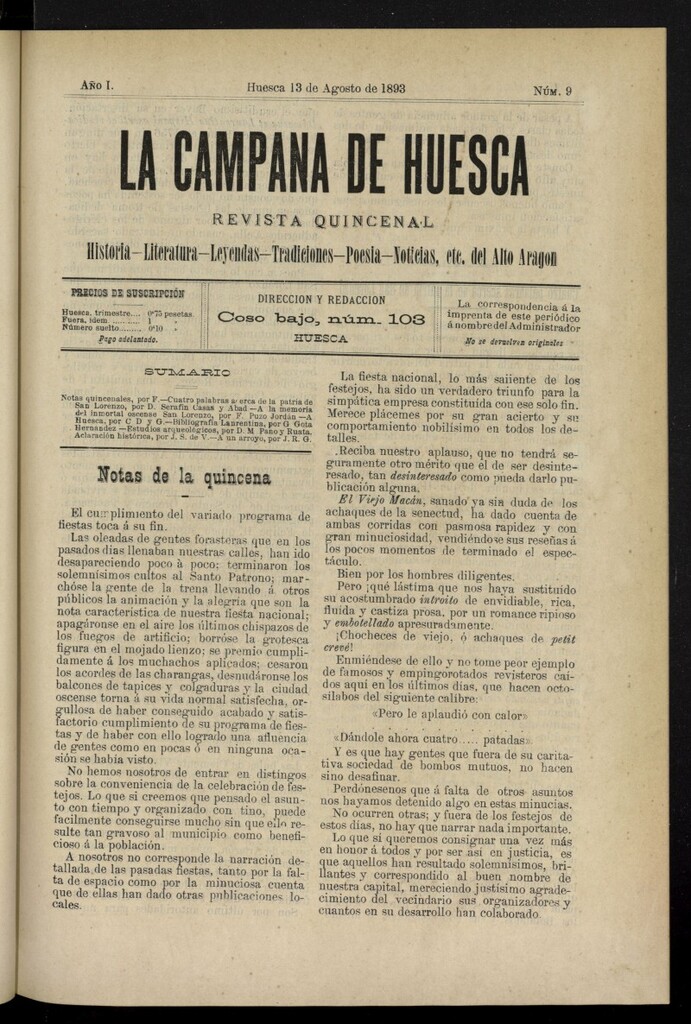 AÑO I.
Huesca 13 de Agosto de 1893
NÚM. 9
LA CAMPANA DE HUESCA
REVISTA QUINCENAL
Historia—Literatura—Leyendas—Tradiciones—Poesia—Noticias, etc. del Alto Aragon
PRECIOS DE SUSCRIPCIÓN
Huesca, trimestre.... 0'75 pesetas.
Fuera, idem.......... 1 »
Número suelto....... 0'10 »
Pago adelantado.
DIRECCION Y REDACCION
Coso bajo, núm. 103
HUESCA
La correspondencia á la
imprenta de este periódico
á nombre del Administrador
No se devuelven originales
SUMARIO
Notas quincenales, por F.—Cuatro palabras acerca de la patria de
San Lorenzo, por D. Serafin Casas y Abad—A la memoria
del inmortal oscense San Lorenzo, por F. Puzo Jordán—A
Huesca, por C D y G.—Bibliografia Laurentina, por G Gota
Hernandez—Estudios arqueológicos, por D. M Pano y Ruata.
Aclaración histórica, por J. S. de V.—A un arroyo, por J. R. G.
Notas de la quincena
El cumplimiento del variado programa de
fiestas toca á su fin.
Las oleadas de gentes forasteras que en los
pasados dias llenaban nuestras calles, han ido
desapareciendo poco à poco; terminaron los
solemnísimos cultos al Santo Patrono; mar-
chóse la gente de la trena llevando á otros
públicos la animación y la alegria que son la
nota característica de nuestra fiesta nacional;
apagáronse en el aire los últimos chispazos de
los fuegos de artificio; borróse la grotesca
figura en el mojado lienzo; se premio cumpli-
damente á los muchachos aplicados; cesaron
los acordes de las charangas, desnudáronse los
balcones de tapices y colgaduras y la ciudad
oscense torna à su vida normal satisfecha, or-
gullosa de haber conseguido acabado y satis-
factorio cumplimiento de su programa de fies-
tas y de haber con ello logrado una afluencia
de gentes como en pocas ó en ninguna oca-
sión se habia visto.
No hemos nosotros de entrar en distingos
sobre la conveniencia de la celebración de fes-
tejos. Lo que si creemos que pensado el asun-
to con tiempo y organizado con tino, puede
facilmente conseguirse mucho sin que ello re-
sulte tan gravoso al municipio como benefi-
cioso á la población.
A nosotros no corresponde la narración de-
tallada de las pasadas fiestas, tanto por la fal-
ta de espacio como por la minuciosa cuenta
que de ellas han dado otras publicaciones lo-
cales.
La fiesta nacional, lo más saliente de los
festejos, ha sido un verdadero triunfo para la
simpática empresa constituida con ese solo fin.
Merece plácemes por su gran acierto y su
comportamiento nobilísimo en todos los de-
talles.
Reciba nuestro aplauso, que no tendrá se-
guramente otro mérito que el de ser desinte-
resado, tan desinteresado como pueda darlo pu-
blicación alguna.
El Viejo Macán, sanado ya sin duda de los
achaques de la senectud, ha dado cuenta de
ambas corridas con pasmosa rapidez y con
gran minuciosidad, vendiéndose sus reseñas á
los pocos momentos de terminado el espec-
táculo.
Bien por los hombres diligentes.
Pero ¡qué lástima que nos haya sustituido
su acostumbrado introito de envidiable, rica,
fluida y castiza prosa, por un romance ripioso
y embotellado apresuradamente.
¡Chocheces de viejo, ó achaques de petit
crevé!
Enmiéndese de ello y no tome peor ejemplo
de famosos y empingorotados revisteros cai-
dos aquí en los últimos dias, que hacen octo-
silabos del siguiente calibre:
«Pero le aplaudió con calor»
«Dándole ahora cuatro..... patadas»
Y es que hay gentes que fuera de su carita-
tiva sociedad de bombos mutuos, no hacen
sino desafinar.
Perdónesenos que á falta de otros asuntos
nos hayamos detenido algo en estas minucias.
No ocurren otras; y fuera de los festejos de
estos dias, no hay que narrar nada importante.
Lo que si queremos consignar una vez más
en honor á todos y por ser asi en justicia, es
que aquellos han resultado solemnísimos, bri-
llantes y correspondido al buen nombre de
nuestra capital, mereciendo justísimo agrade-
cimiento del vecindario sus organizadores y
cuantos en su desarrollo han colaborado.